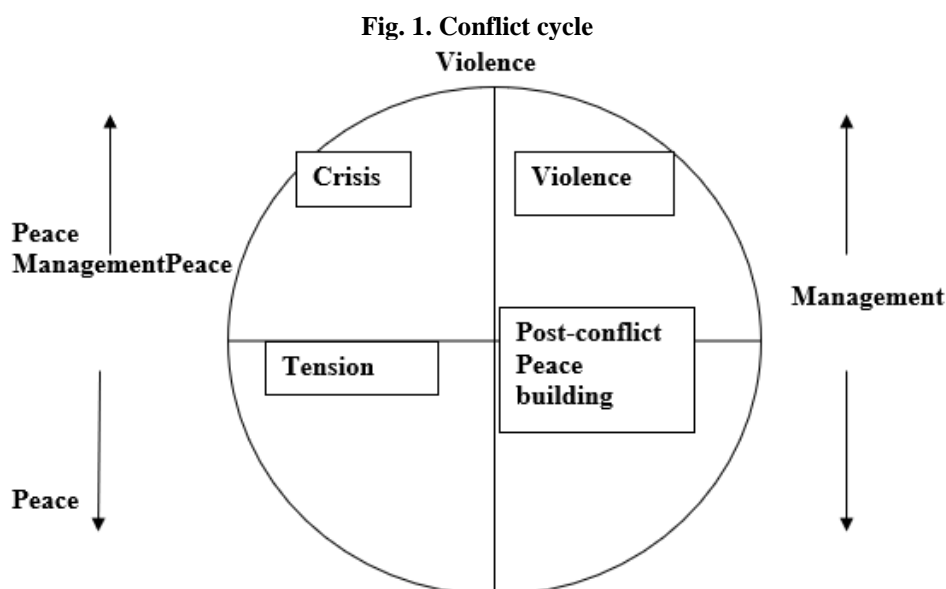 Fig. 1. Conflict cycle
Violence
Crisis
Violence
Peace
ManagementPeace
Management
Post-conflict
Peace
building
Tension
Peace